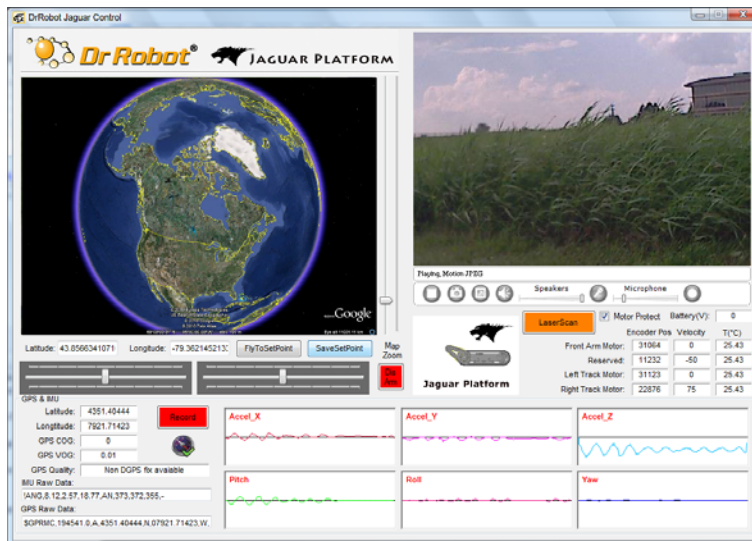 DrRobot Jaguar Control
Dr Robot®
JAGUAR PLATFORM
Google
Playing, Motion JPEG
Speakers
Microphone
Latitude: 43.8566341071 Longitude: -79.3621452133 FlyToSetPoint SaveSetPoint Map Zoom
LaserScan Motor Protect Battery(V): 0
Encoder Pos Velocity T(°C)
Front Arm Motor: 31064 0 25.43
Reserved: 11232 -50 25.43
Left Track Motor: 31123 0 25.43
Right Track Motor: 22876 75 25.43
Jaguar Platform
GPS & IMU
Latitude: 4351.40444
Longtitude: 7921.71423
GPS COG: 0
GPS VOG: 0.01
GPS Quality: Non DGPS fix avaiable
Record
IMU Raw Data:
!ANG,8.12,2.57,18.77,AN,373,372,365,-
GPS Raw Data:
$GPRMC,194541.0,A,4351.40444,N,07921.71423,W,
Accel_X
Accel_Y
Accel_Z
Pitch
Roll
Yaw